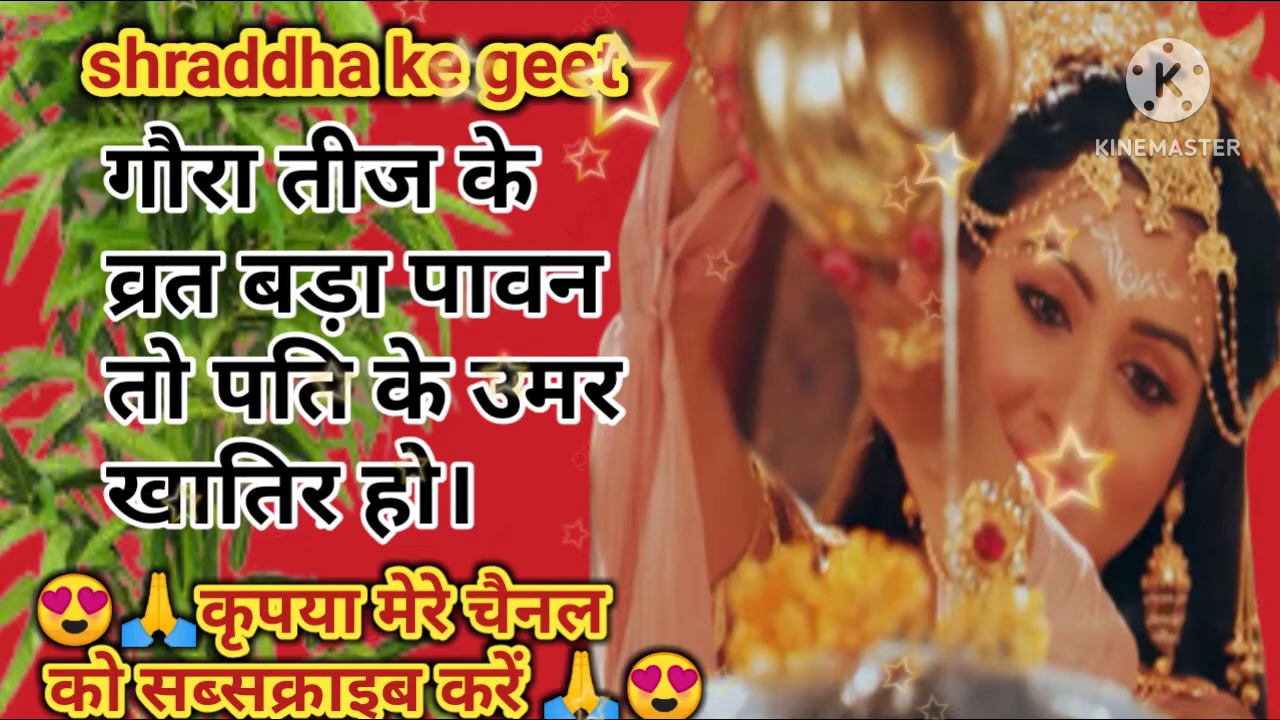 shraddha ke geet
गौरा तीज के
व्रत बड़ा पावन
तो पति के उमर
खातिर हो।
😍🙏कृपया मेरे चैनल
को सब्सक्राइब करें 🙏😍
K
KINEMASTER